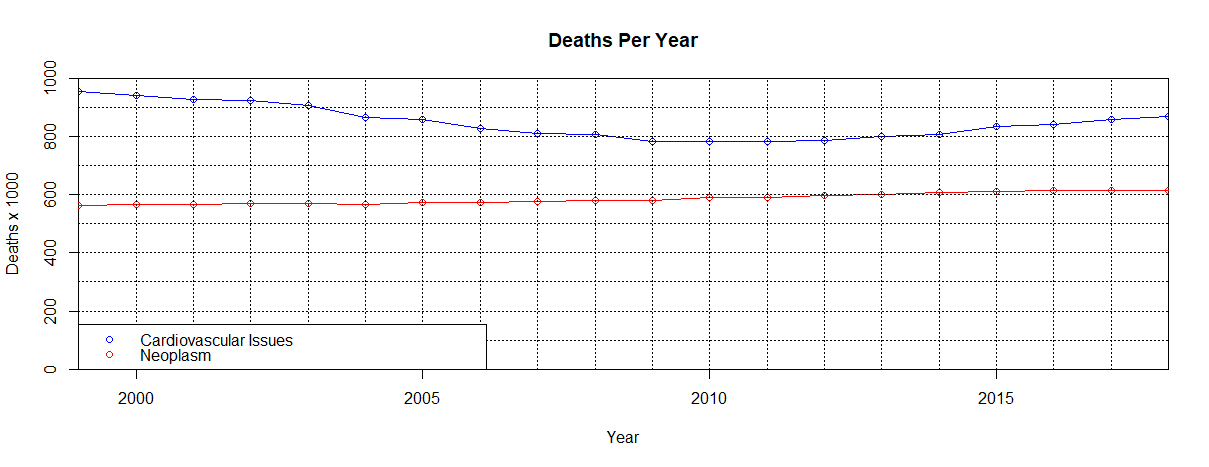 Deaths Per Year
Deaths x 1000
1000
800
600
400
200
0
Cardiovascular Issues
Neoplasm
2000 2005 2010 2015
Year